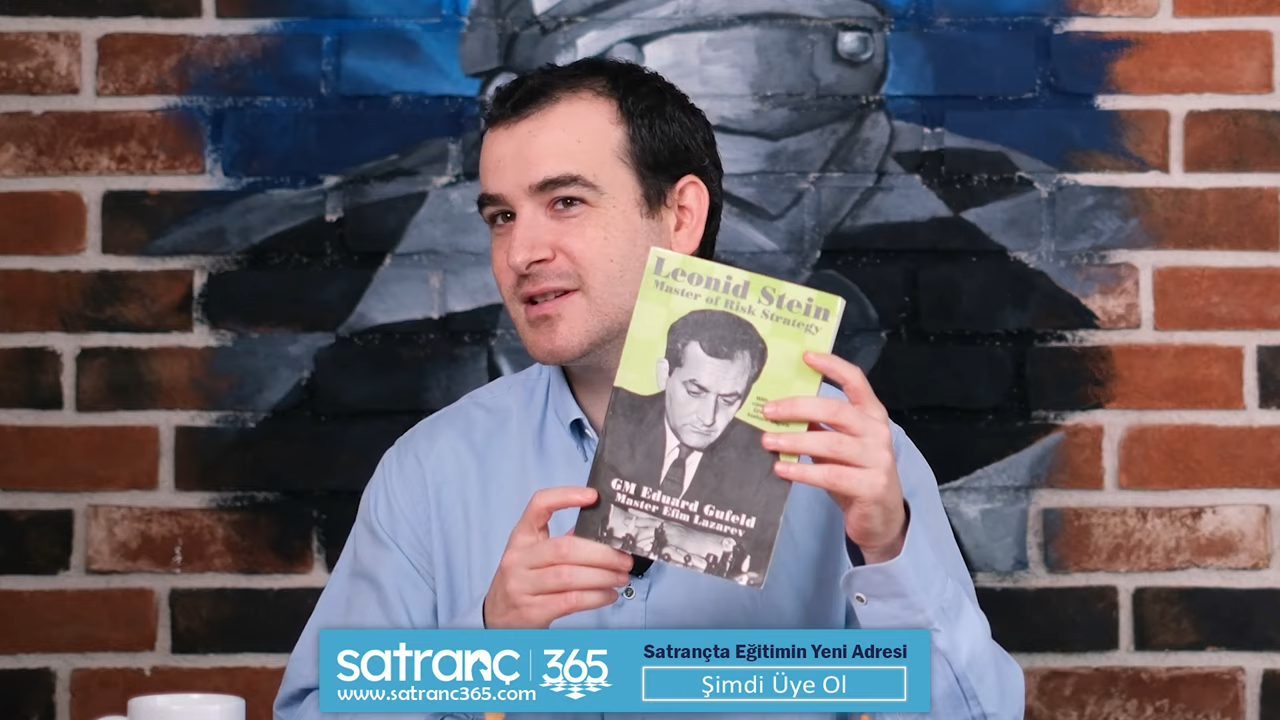 Leonid Stein
Master of Risk Strategy
GM Eduard Gufeld
Master Efim Lazarev
satranç 365
www.satranc365.com
Satrançta Eğitimin Yeni Adresi
Şimdi Üye Ol